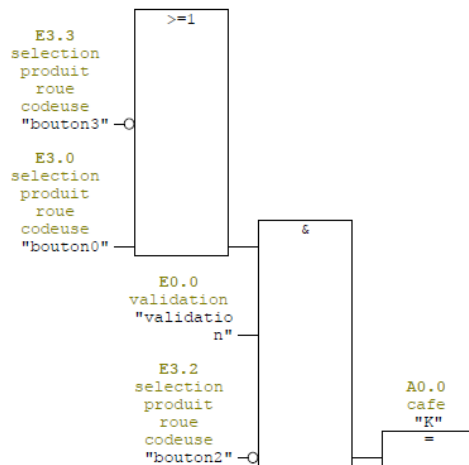 >=1
E3.3
selection
produit
roue
codeuse
"bouton3"
E3.0
selection
produit
roue
codeuse
"bouton0"
&
E0.0
validation
"validatio
n"
E3.2
selection
produit
roue
codeuse
"bouton2"
A0.0
cafe
"K"
=